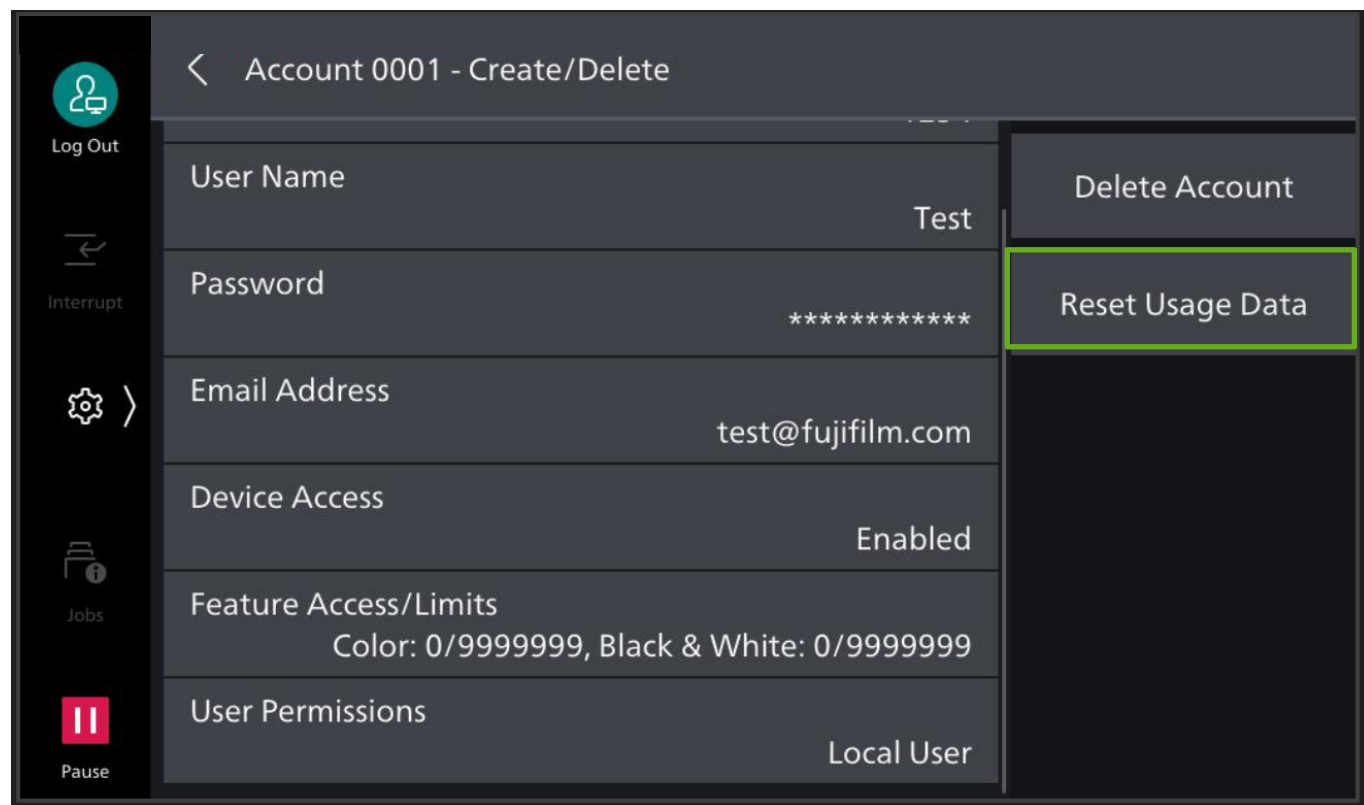 Account 0001 - Create/Delete
Log Out
User Name
Test
Delete Account
Interrupt
Password
************
Reset Usage Data
Email Address
test@fujifilm.com
Device Access
Enabled
Jobs
Feature Access/Limits
Color: 0/9999999, Black & White: 0/9999999
User Permissions
Local User
Pause